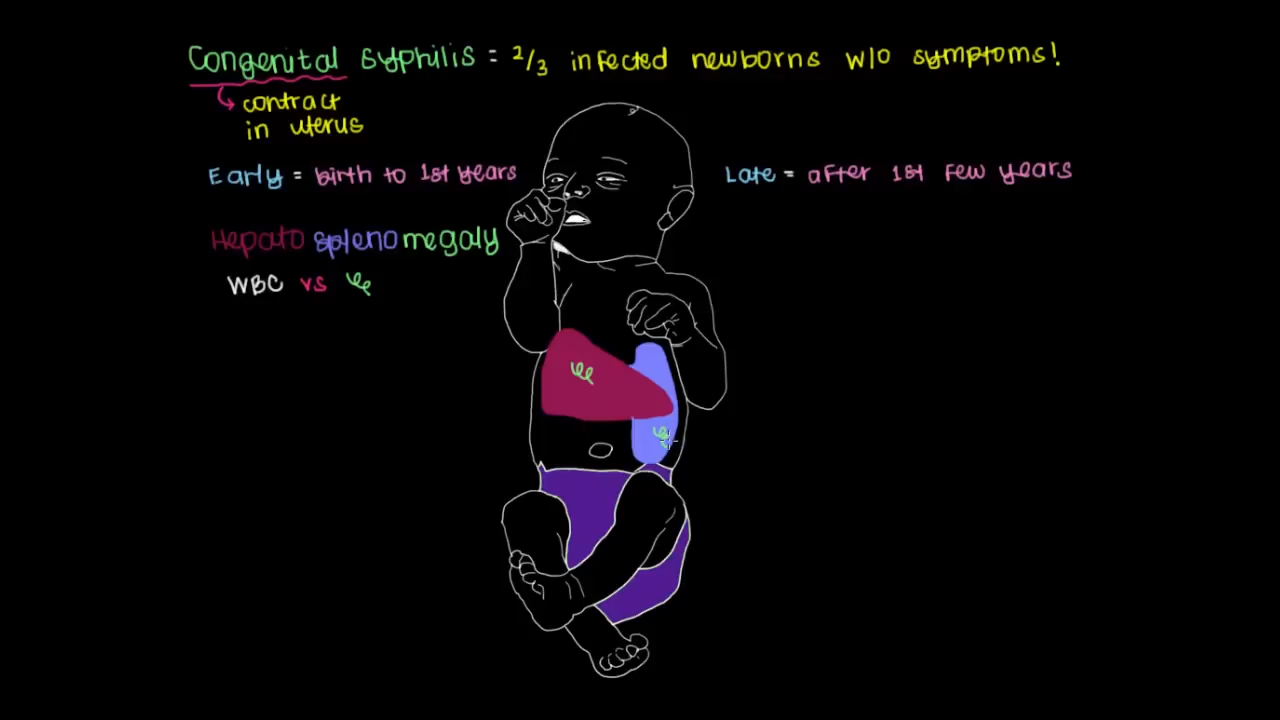 Congenital syphilis = 2/3 infected newborns w/o symptoms!
contract
in uterus
Early = birth to 1st years
Late = after 1st few years
Hepatosplenomegaly
WBC vs